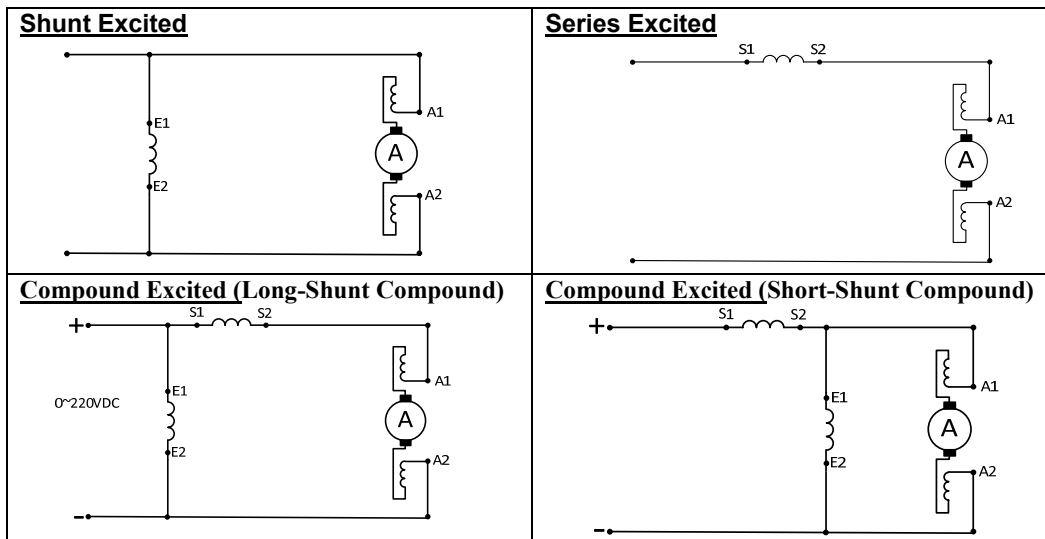 Shunt Excited
E1
E2
A1
A
A2
Series Excited
S1 S2
A1
A
A2
Compound Excited (Long-Shunt Compound)
+ S1 S2
E1
A1
0~220VDC
A
E2
A2
-
Compound Excited (Short-Shunt Compound)
+ S1 S2
A1
E1
A
E2
A2
-